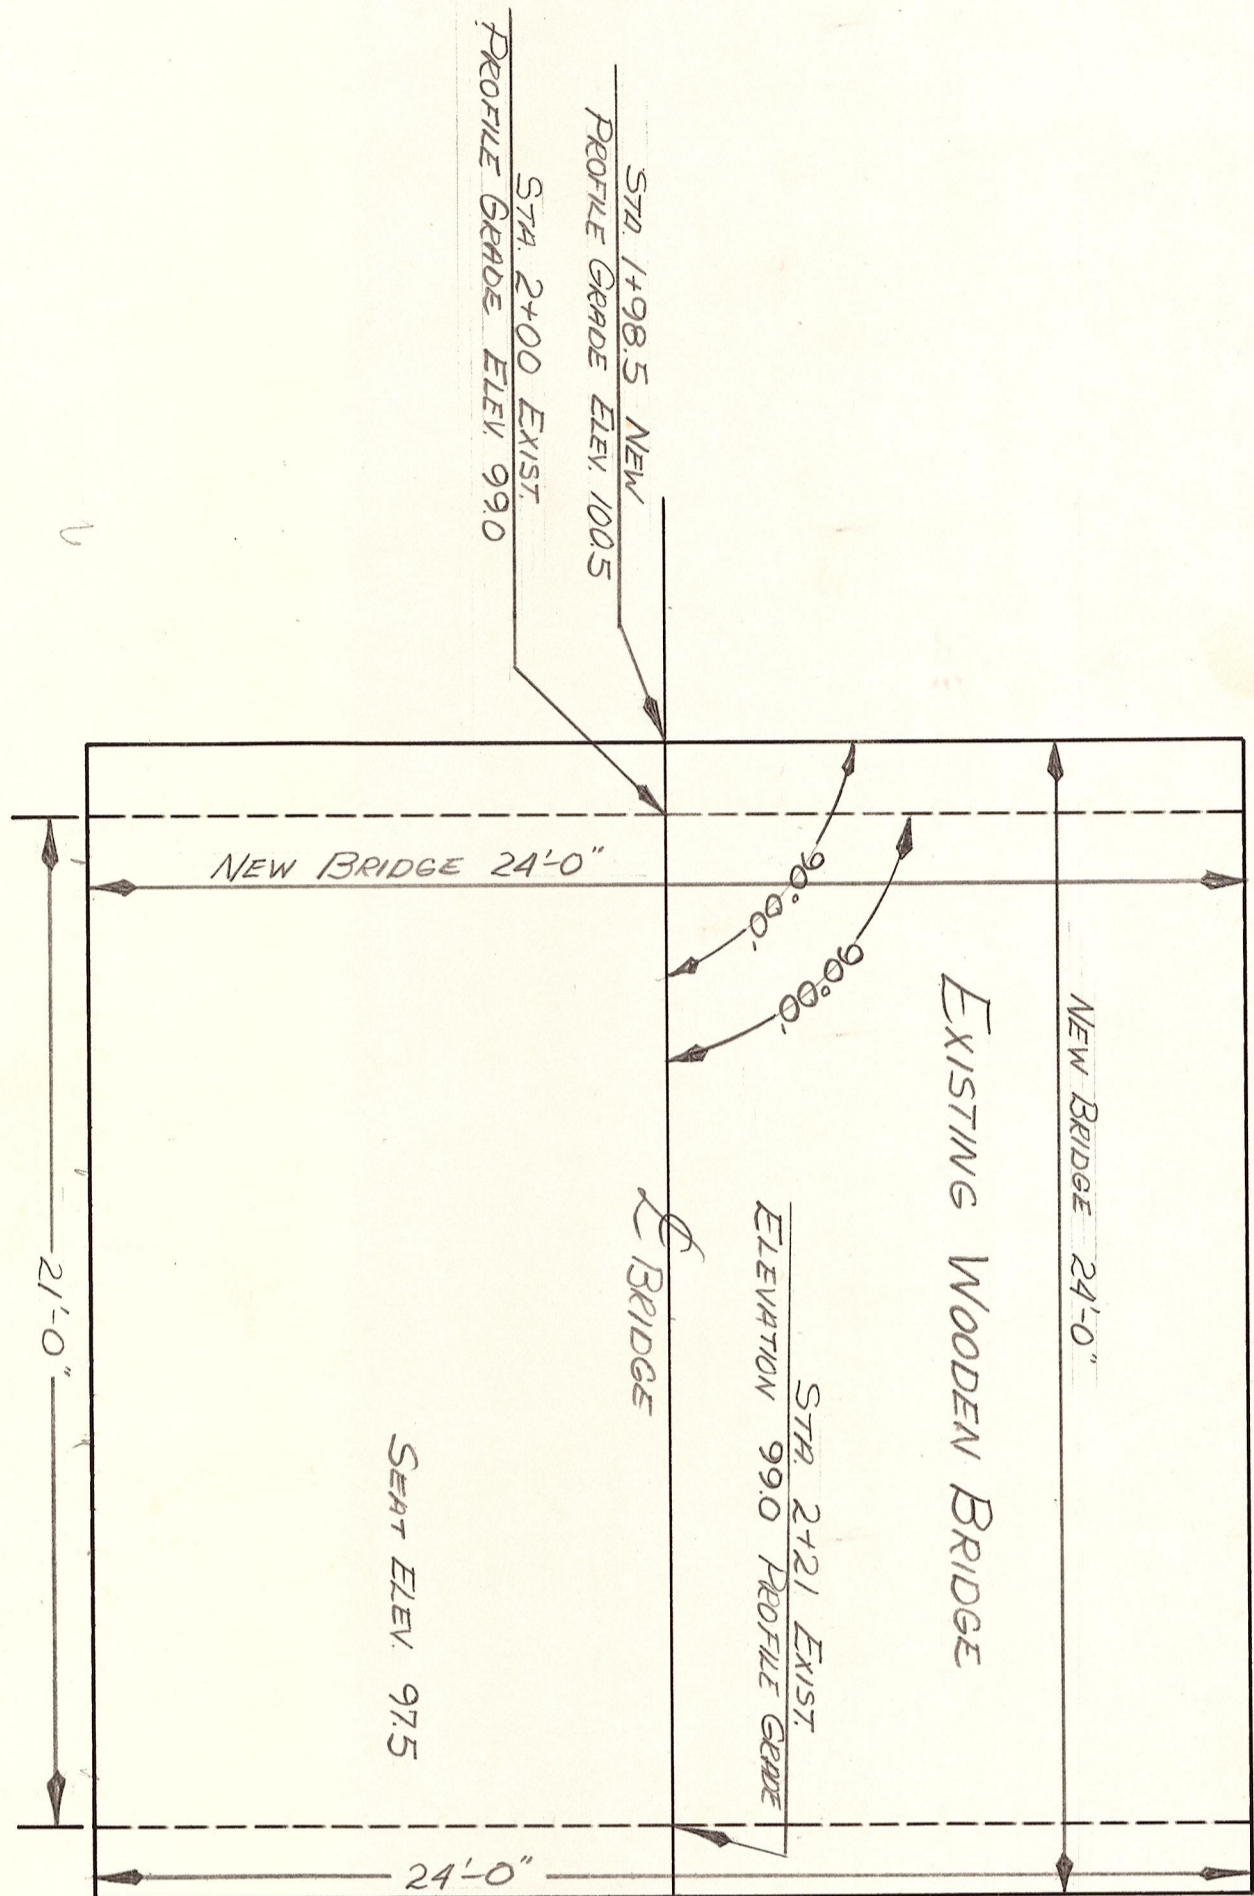 STA. 1+98.5 NEW
PROFILE GRADE ELEV. 100.5
STA. 2+00 EXIST.
PROFILE GRADE ELEV. 99.0
NEW BRIDGE 24'-0"
90°00'
90°00'
NEW BRIDGE 24'-0"
EXISTING WOODEN BRIDGE
STA. 2+21 EXIST.
ELEVATION 99.0 PROFILE GRADE
℄ BRIDGE
SEAT ELEV. 97.5
21'-0"
24'-0"